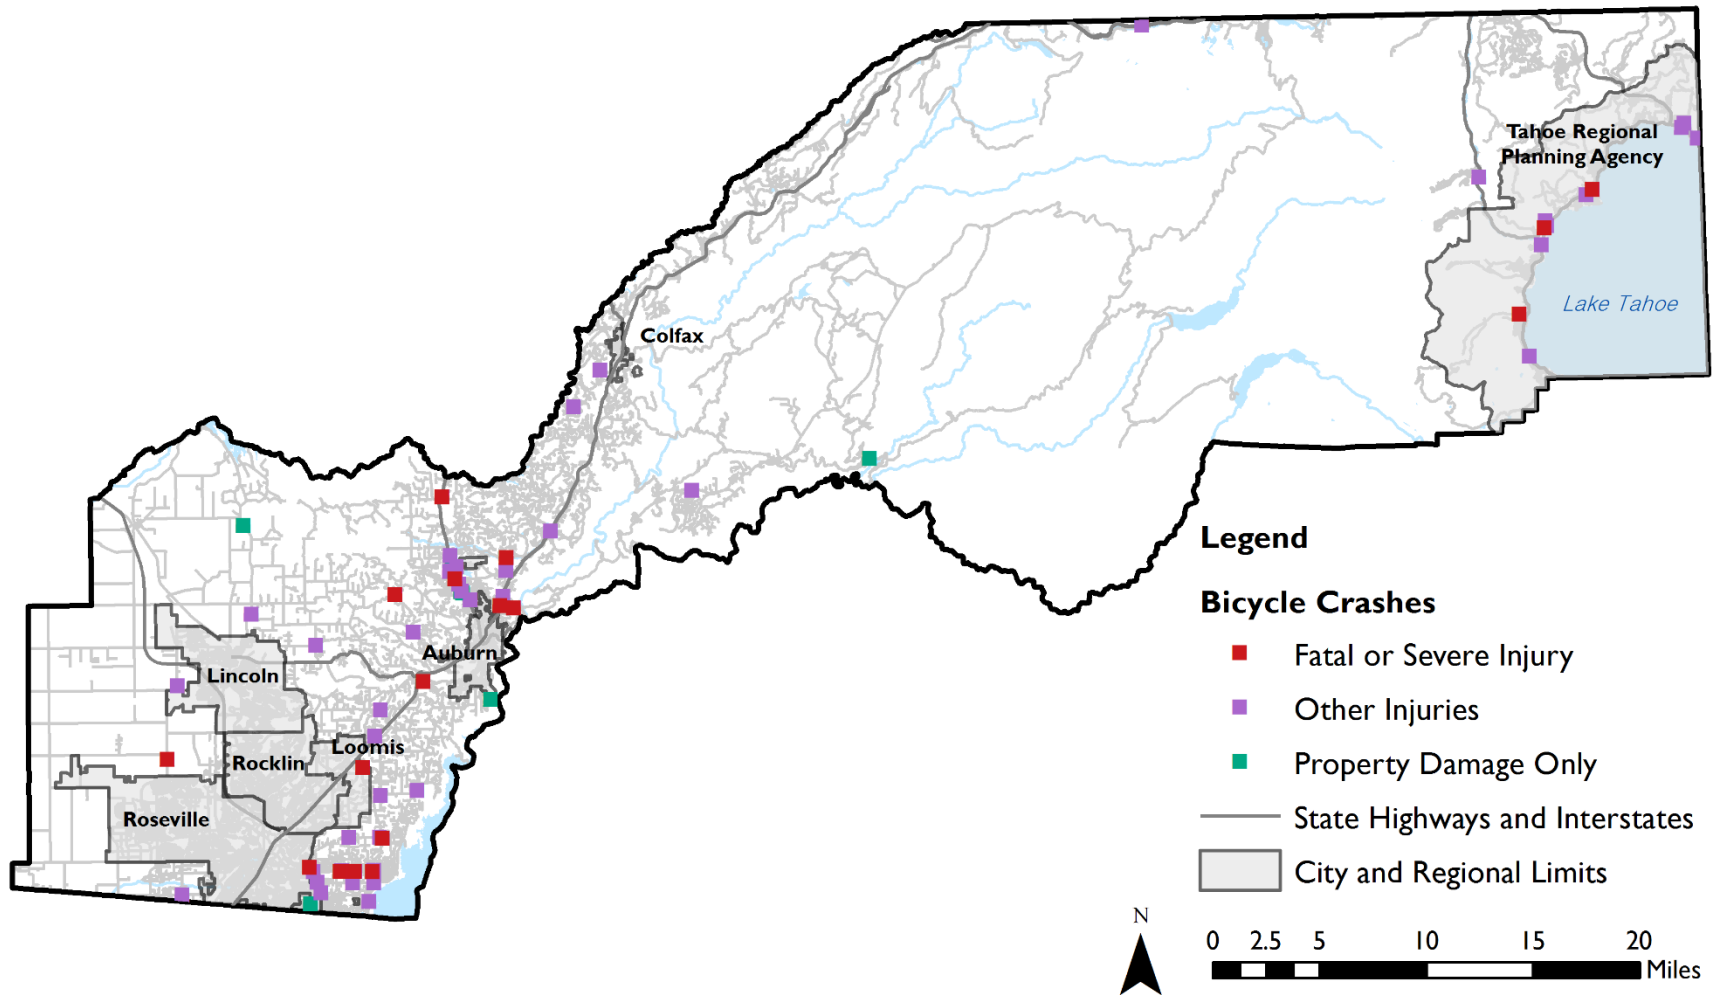 Tahoe Regional
Planning Agency
Lake Tahoe
Colfax
Auburn
Lincoln
Loomis
Rocklin
Roseville
Legend
Bicycle Crashes
Fatal or Severe Injury
Other Injuries
Property Damage Only
State Highways and Interstates
City and Regional Limits
N
0 2.5 5 10 15 20
Miles